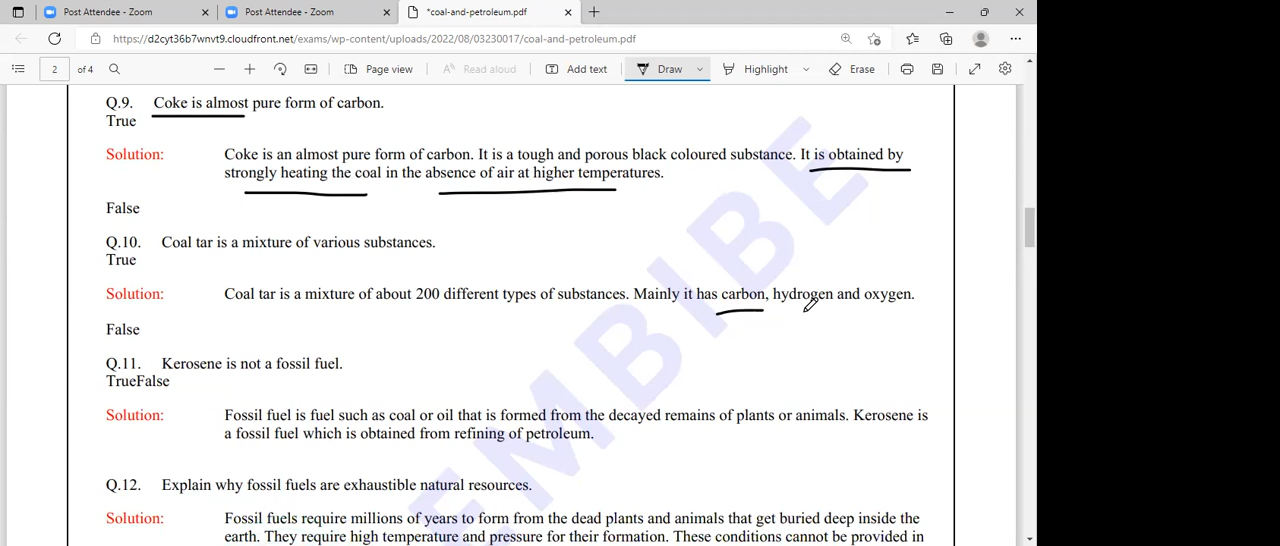 Post Attendee - Zoom
Post Attendee - Zoom
*coal-and-petroleum.pdf
https://d2cyt36b7wnvt9.cloudfront.net/exams/wp-content/uploads/2022/08/03230017/coal-and-petroleum.pdf
2 of 4
Page view
Read aloud
Add text
Draw
Highlight
Erase
Q.9. Coke is almost pure form of carbon.
True
Solution: Coke is an almost pure form of carbon. It is a tough and porous black coloured substance. It is obtained by
strongly heating the coal in the absence of air at higher temperatures.
False
Q.10. Coal tar is a mixture of various substances.
True
Solution: Coal tar is a mixture of about 200 different types of substances. Mainly it has carbon, hydrogen and oxygen.
False
Q.11. Kerosene is not a fossil fuel.
TrueFalse
Solution: Fossil fuel is fuel such as coal or oil that is formed from the decayed remains of plants or animals. Kerosene is
a fossil fuel which is obtained from refining of petroleum.
Q.12. Explain why fossil fuels are exhaustible natural resources.
Solution: Fossil fuels require millions of years to form from the dead plants and animals that get buried deep inside the
earth. They require high temperature and pressure for their formation. These conditions cannot be provided in
EMBIBE